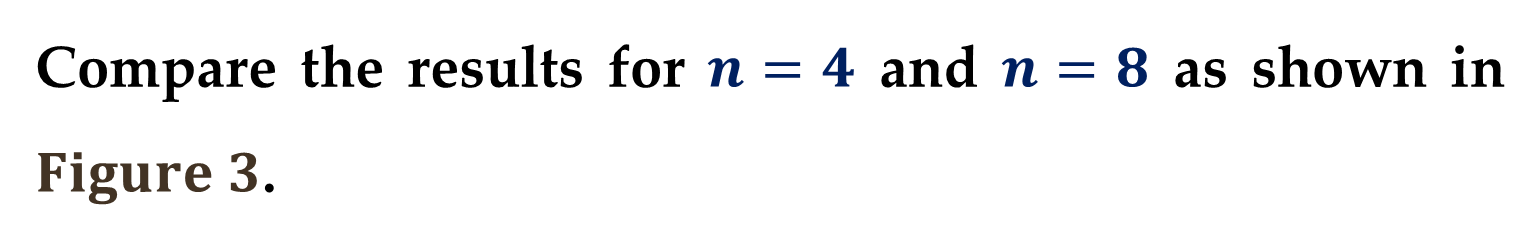 Compare the results for n = 4 and n = 8 as shown in
Figure 3.